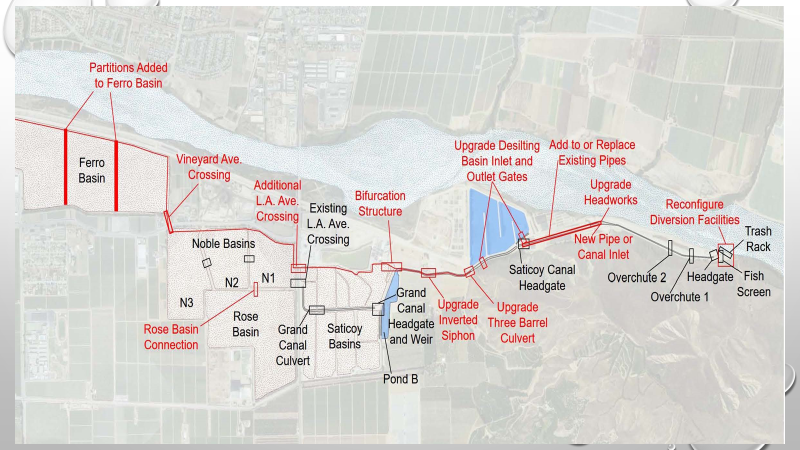 Partitions Added
to Ferro Basin
Ferro
Basin
Vineyard Ave.
Crossing
Additional
L.A. Ave.
Crossing
Existing
L.A. Ave.
Crossing
Bifurcation
Structure
Upgrade Desilting
Basin Inlet and
Outlet Gates
Add to or Replace
Existing Pipes
Upgrade
Headworks
Reconfigure
Diversion Facilities
Trash
Rack
New Pipe or
Canal Inlet
Noble Basins
N2
N1
N3
Saticoy Canal
Headgate
Overchute 2
Overchute 1
Headgate
Fish
Screen
Rose Basin
Connection
Rose
Basin
Grand
Canal
Culvert
Saticoy
Basins
Grand
Canal
Headgate
and Weir
Upgrade
Inverted
Siphon
Upgrade
Three Barrel
Culvert
Pond B